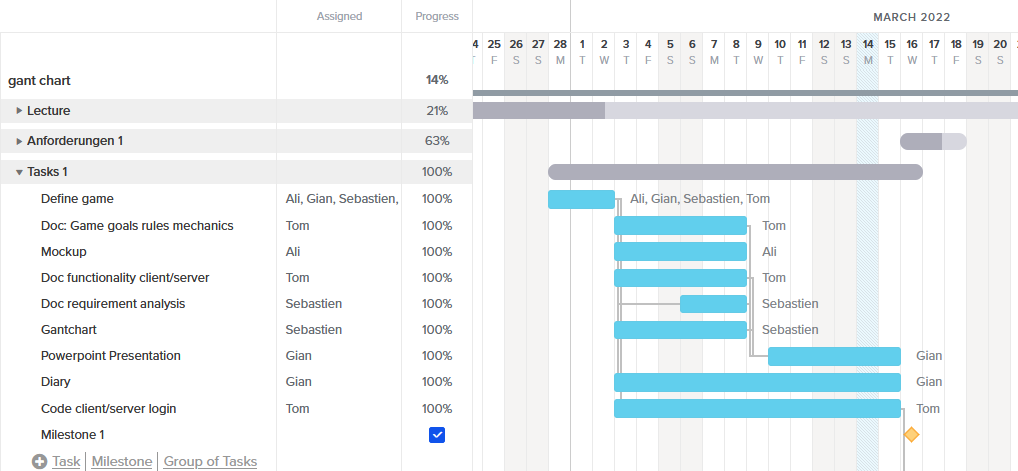 Assigned Progress MARCH 2022
4 25 26 27 28 1 2 3 4 5 6 7 8 9 10 11 12 13 14 15 16 17 18 19 20
F S S M T W T F S S M T W T F S S M T W T F S S
gant chart 14%
Lecture 21%
Anforderungen 1 63%
Tasks 1 100%
Define game Ali, Gian, Sebastien, 100% Ali, Gian, Sebastien, Tom
Doc: Game goals rules mechanics Tom 100% Tom
Mockup Ali 100% Ali
Doc functionality client/server Tom 100% Tom
Doc requirement analysis Sebastien 100% Sebastien
Gantchart Sebastien 100% Sebastien
Powerpoint Presentation Gian 100% Gian
Diary Gian 100% Gian
Code client/server login Tom 100% Tom
Milestone 1
Task Milestone Group of Tasks